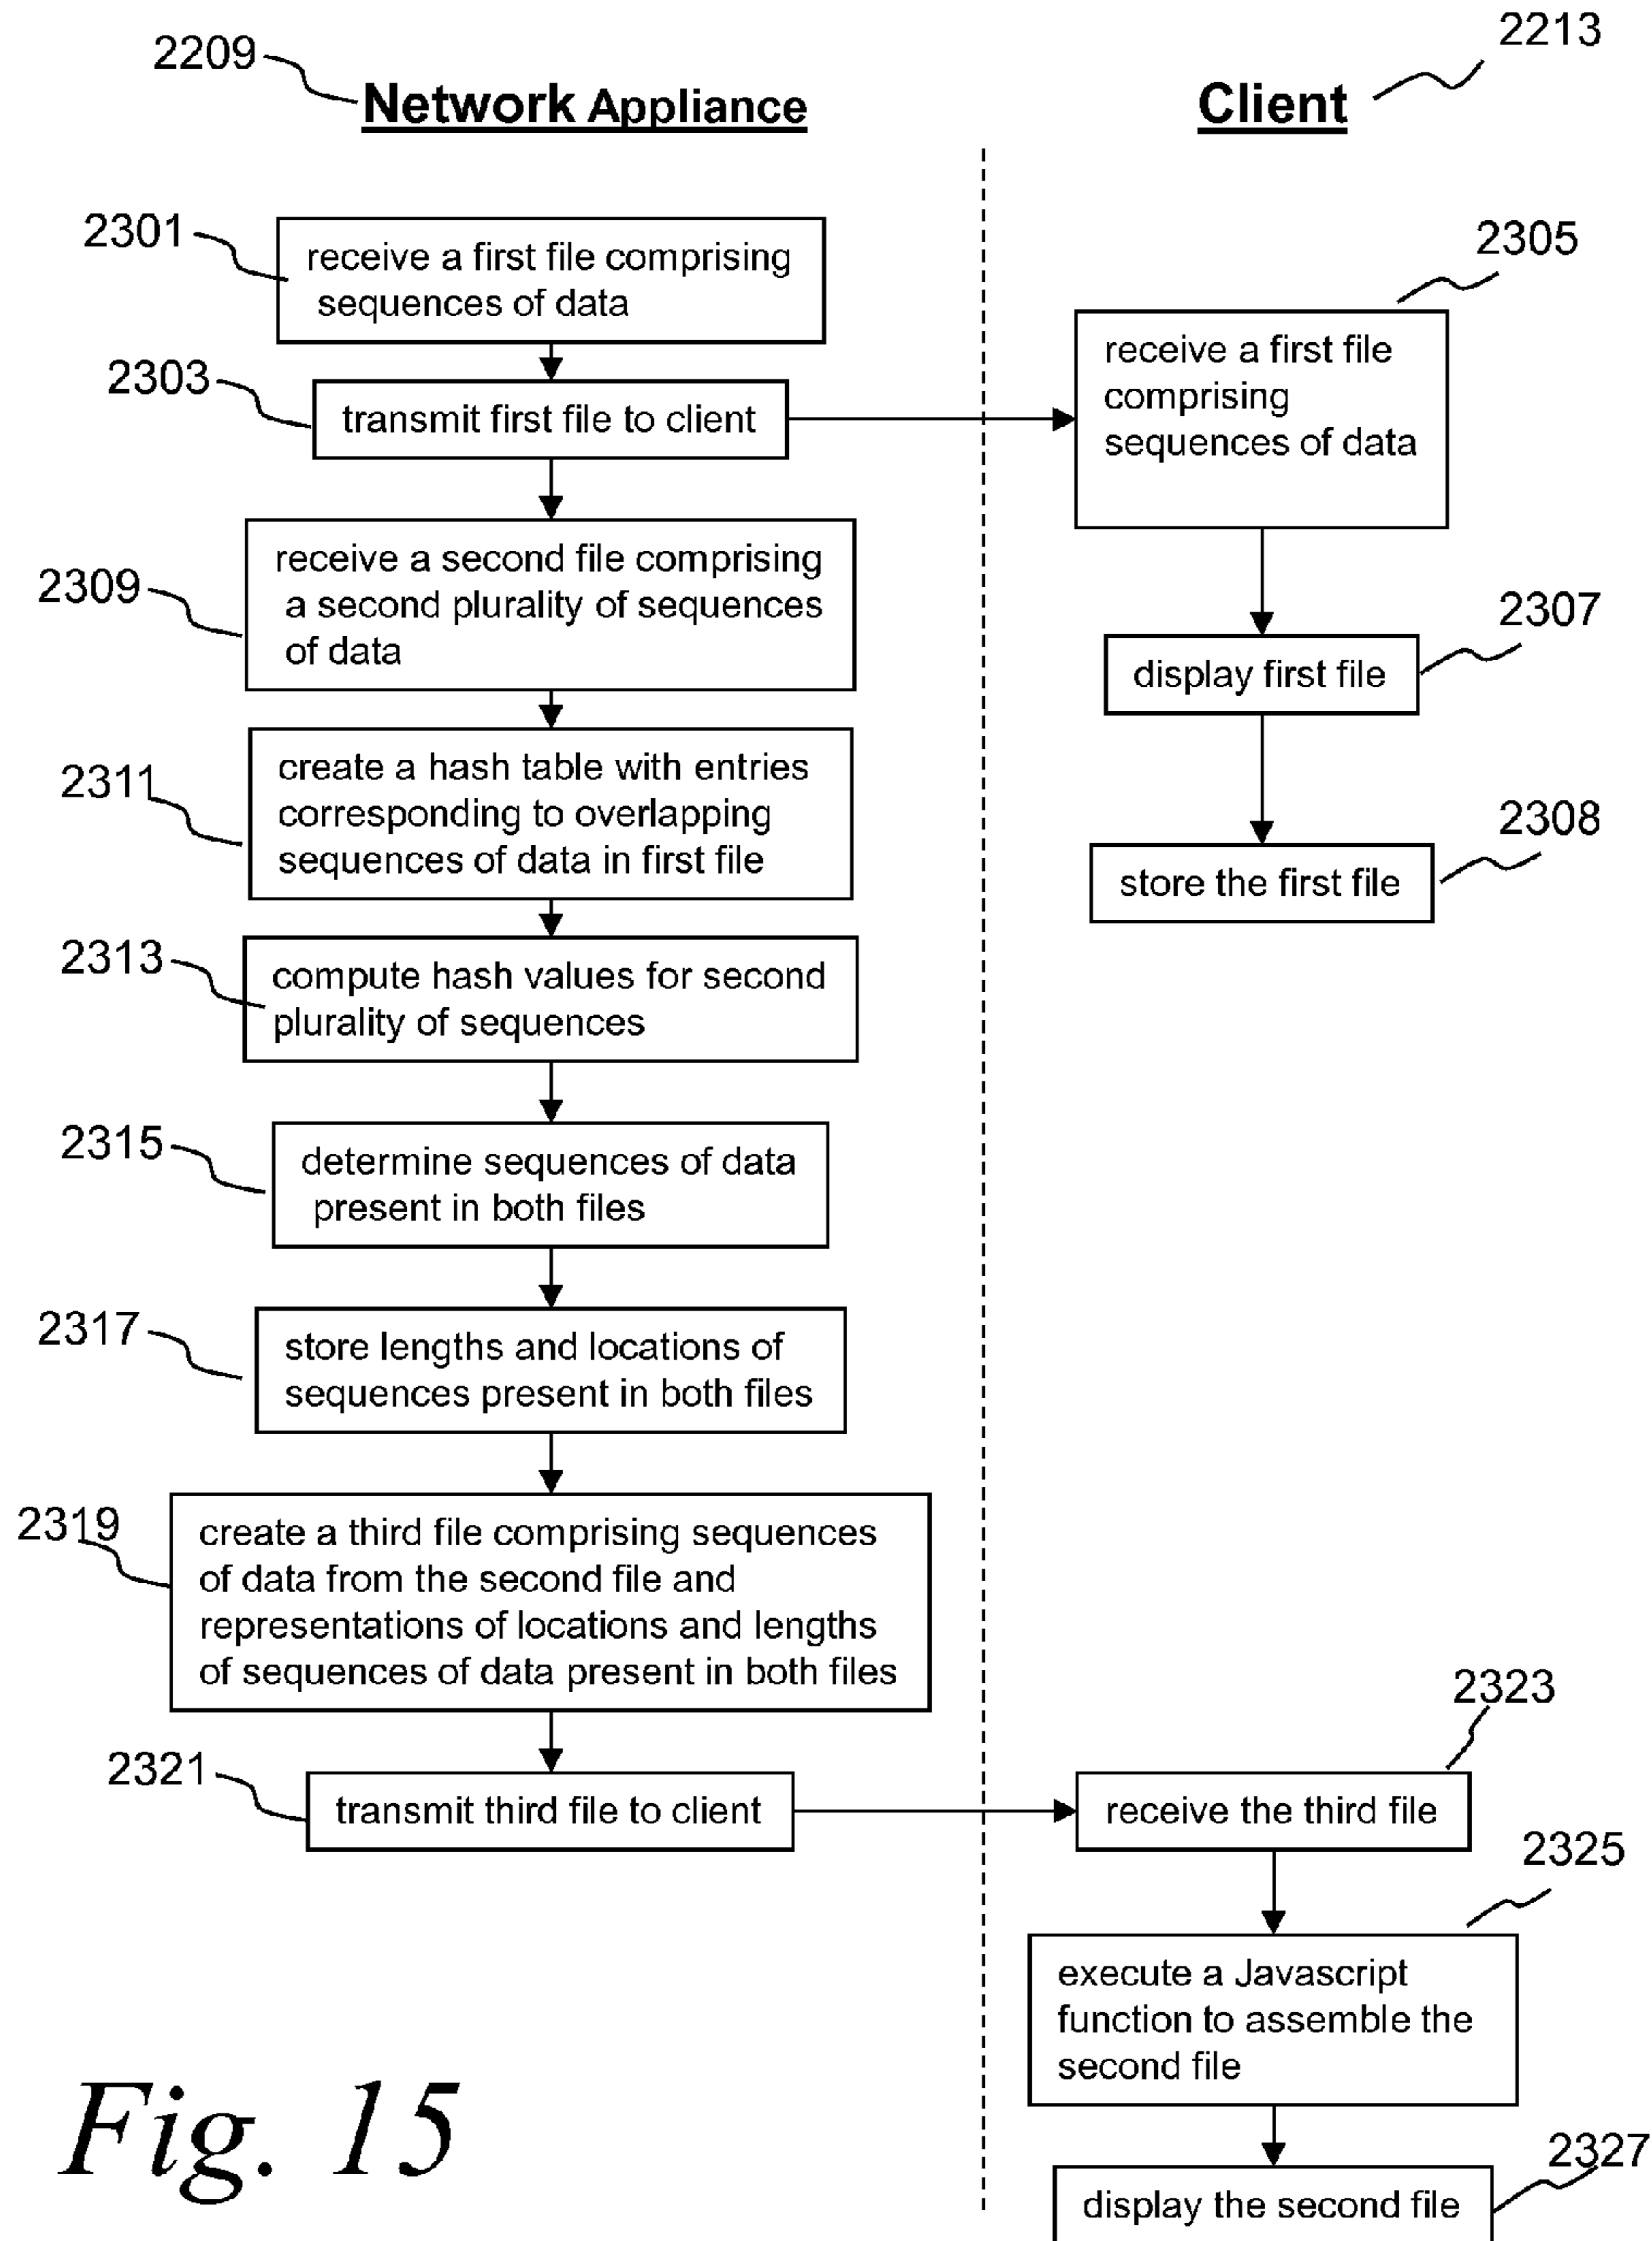 2209
Network Appliance
2213
Client
2301
receive a first file comprising
sequences of data
2303
transmit first file to client
2305
receive a first file
comprising
sequences of data
2309
receive a second file comprising
a second plurality of sequences
of data
2307
display first file
2311
create a hash table with entries
corresponding to overlapping
sequences of data in first file
2308
store the first file
2313
compute hash values for second
plurality of sequences
2315
determine sequences of data
present in both files
2317
store lengths and locations of
sequences present in both files
2319
create a third file comprising sequences
of data from the second file and
representations of locations and lengths
of sequences of data present in both files
2321
transmit third file to client
2323
receive the third file
2325
execute a Javascript
function to assemble the
second file
2327
display the second file
Fig. 15